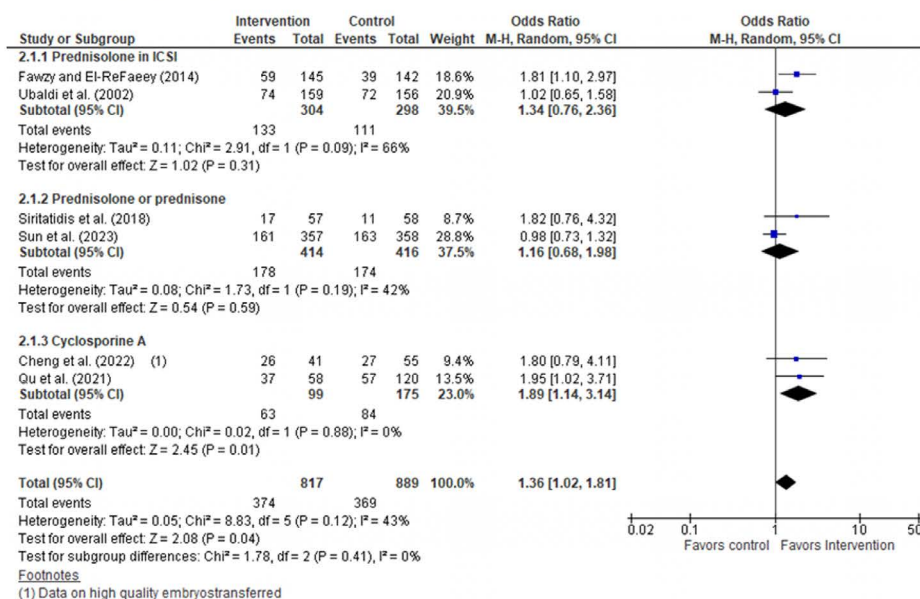 Intervention Control Odds Ratio Odds Ratio
Study or Subgroup Events Total Events Total Weight M-H, Random, 95% CI M-H, Random, 95% CI
2.1.1 Prednisolone in ICSI
Fawzy and El-ReFaeey (2014) 59 145 39 142 18.6% 1.81 [1.10, 2.97]
Ubaldi et al. (2002) 74 159 72 156 20.9% 1.02 [0.65, 1.58]
Subtotal (95% CI) 304 298 39.5% 1.34 [0.76, 2.36]
Total events 133 111
Heterogeneity: Tau² = 0.11; Chi² = 2.91, df = 1 (P = 0.09); I² = 66%
Test for overall effect: Z = 1.02 (P = 0.31)
2.1.2 Prednisolone or prednisone
Siritatidis et al. (2018) 17 57 11 58 8.7% 1.82 [0.76, 4.32]
Sun et al. (2023) 161 357 163 358 28.8% 0.98 [0.73, 1.32]
Subtotal (95% CI) 414 416 37.5% 1.16 [0.68, 1.98]
Total events 178 174
Heterogeneity: Tau² = 0.08; Chi² = 1.73, df = 1 (P = 0.19); I² = 42%
Test for overall effect: Z = 0.54 (P = 0.59)
2.1.3 Cyclosporine A
Cheng et al. (2022) (1) 26 41 27 55 9.4% 1.80 [0.79, 4.11]
Qu et al. (2021) 37 58 57 120 13.5% 1.95 [1.02, 3.71]
Subtotal (95% CI) 99 175 23.0% 1.89 [1.14, 3.14]
Total events 63 84
Heterogeneity: Tau² = 0.00; Chi² = 0.02, df = 1 (P = 0.88); I² = 0%
Test for overall effect: Z = 2.45 (P = 0.01)
Total (95% CI) 817 889 100.0% 1.36 [1.02, 1.81]
Total events 374 369
Heterogeneity: Tau² = 0.05; Chi² = 8.83, df = 5 (P = 0.12); I² = 43%
Test for overall effect: Z = 2.08 (P = 0.04)
Test for subgroup differences: Chi² = 1.78, df = 2 (P = 0.41), I² = 0%
0.02 0.1 1 10 50
Favors control Favors Intervention
Footnotes
(1) Data on high quality embryostransferred